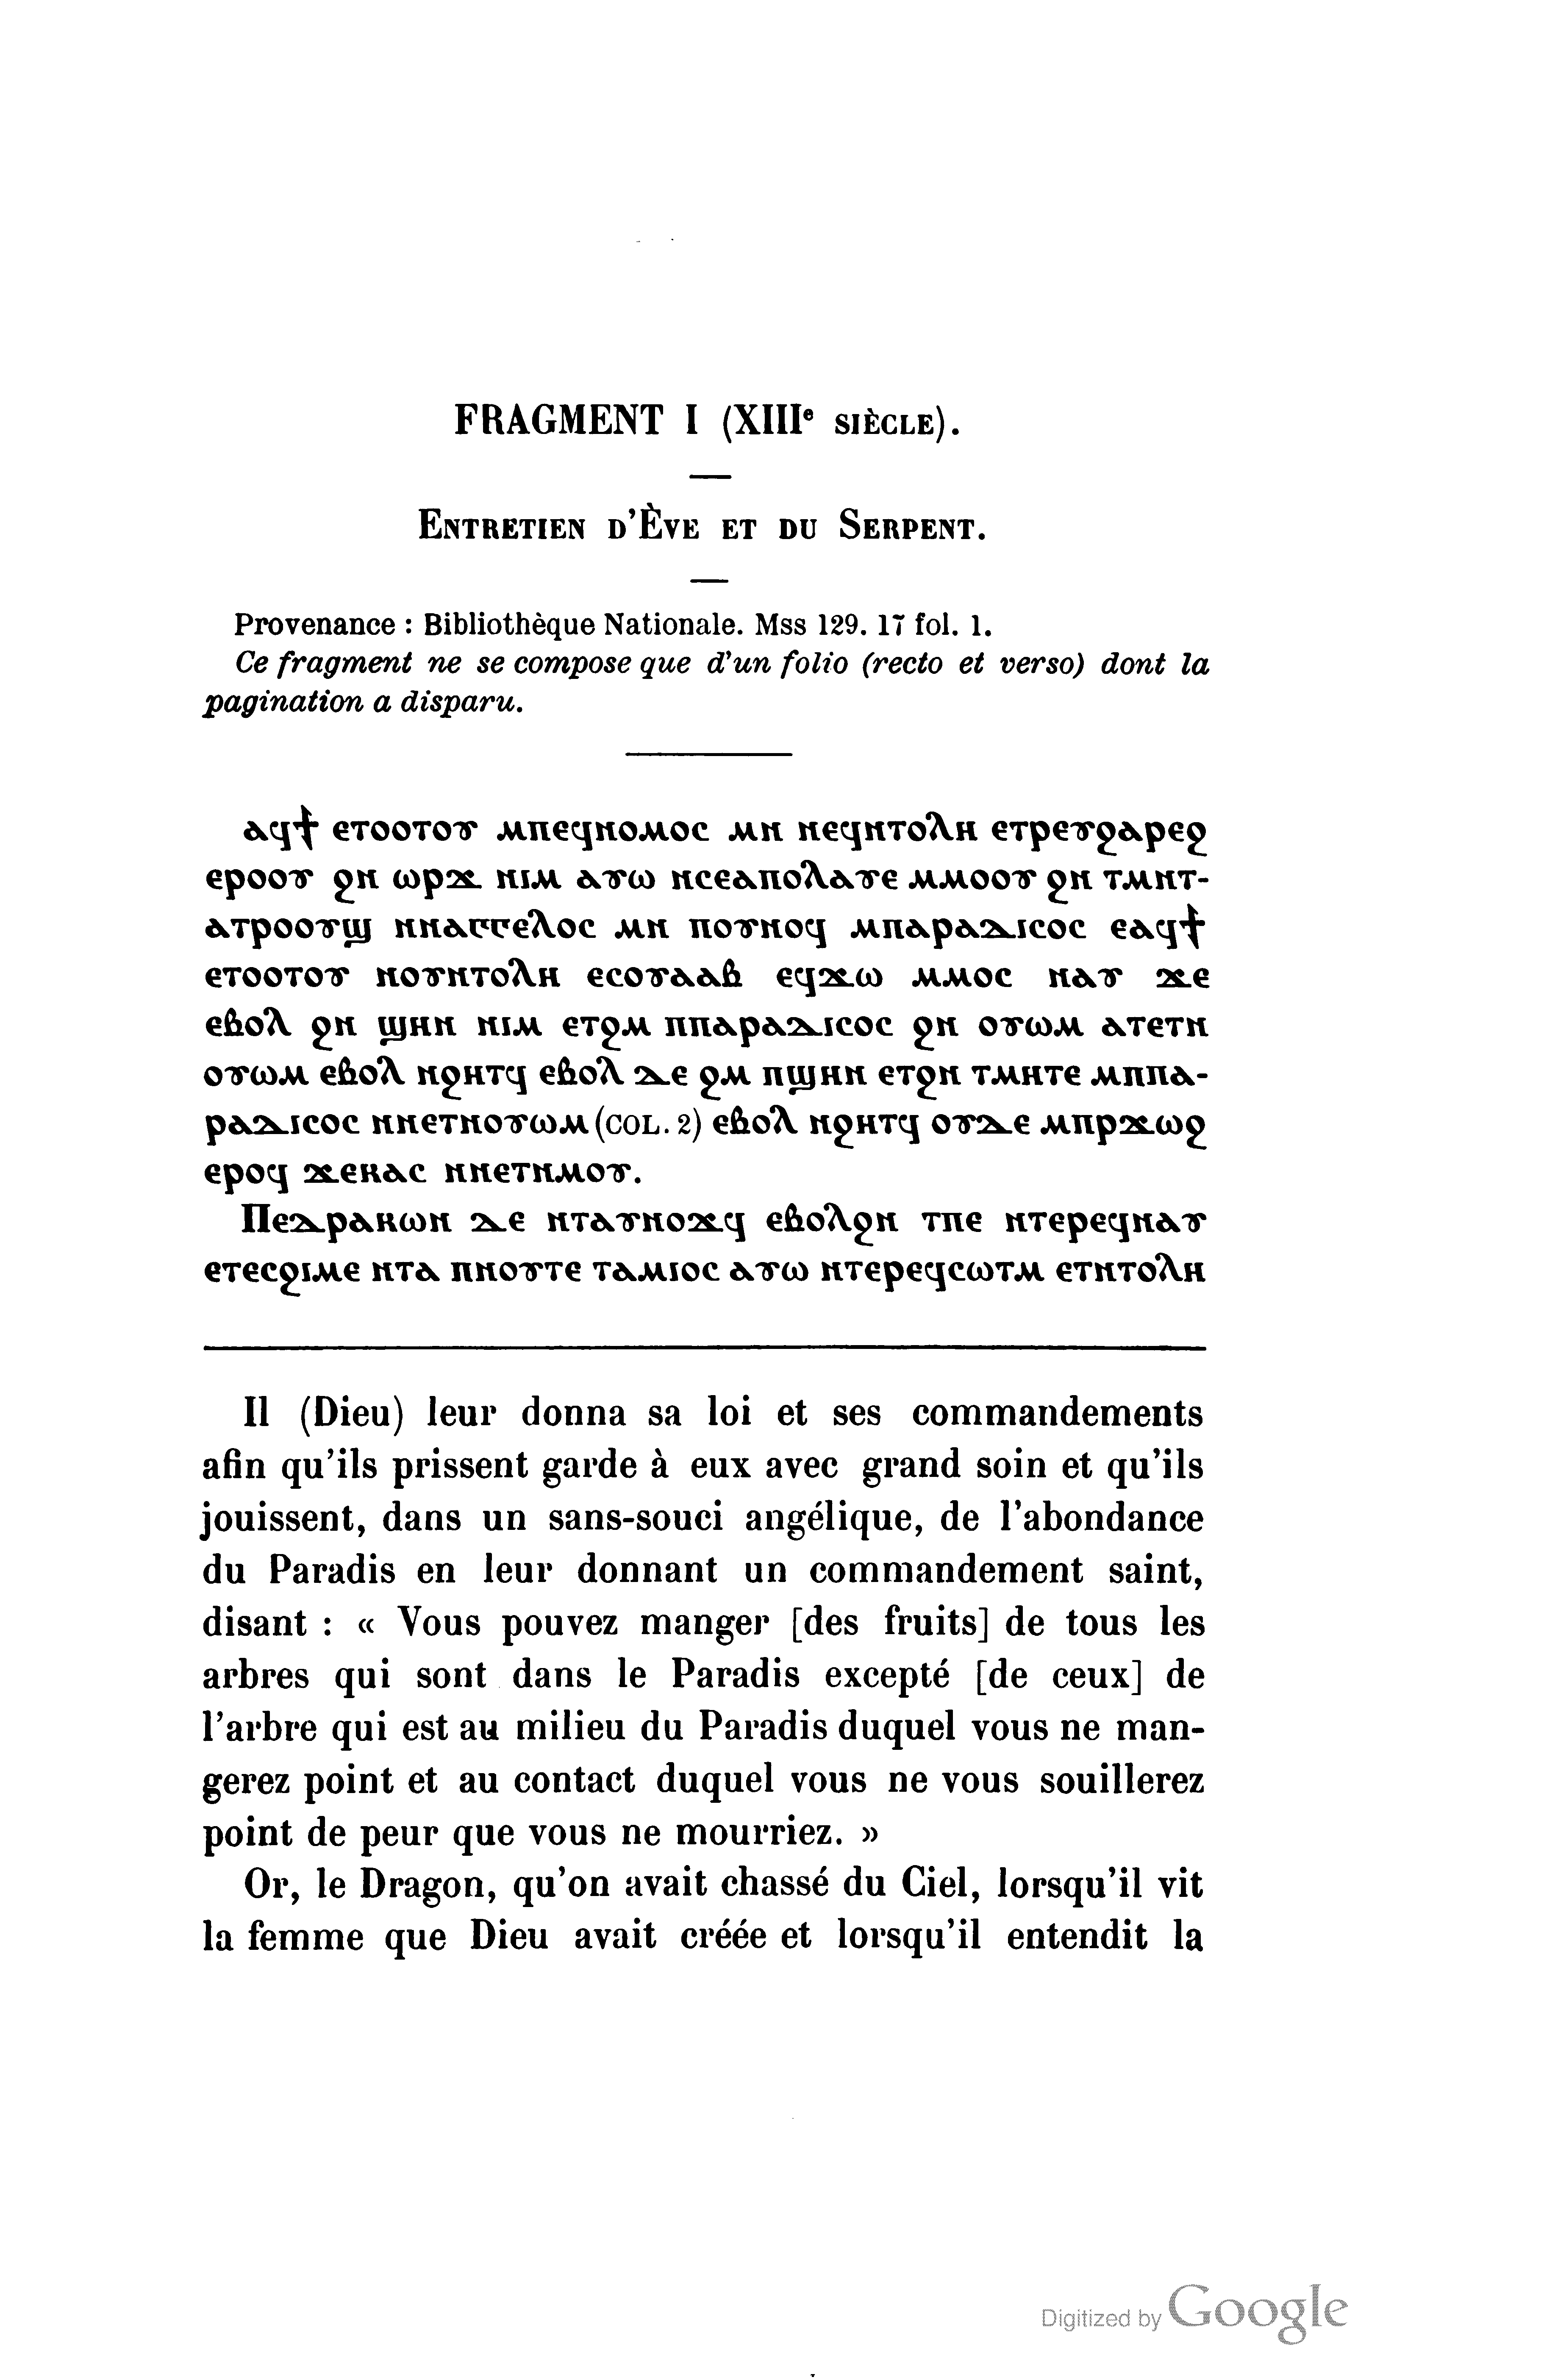 FRAGMENT I (XIIIᵉ SIÈCLE).
ENTRETIEN D'ÈVE ET DU SERPENT.
Provenance : Bibliothèque Nationale. Mss 129. 17 fol. 1.
Ce fragment ne se compose que d'un folio (recto et verso) dont la
pagination a disparu.
ⲁϥϯ ⲉⲧⲟⲟⲧⲟⲩ ⲙⲡⲉϥⲛⲟⲙⲟⲥ ⲙⲛ ⲛⲉϥⲛⲧⲟⲗⲏ ⲉⲧⲣⲉⲩϩⲁⲣⲉϩ
ⲉⲣⲟⲟⲩ ϩⲛ ⲱⲣϫ ⲛⲓⲙ ⲁⲩⲱ ⲛⲥⲉⲁⲡⲟⲗⲁⲩⲉ ⲙⲙⲟⲟⲩ ϩⲛ ⲧⲙⲛⲧ-
ⲁⲧⲣⲟⲟⲩϣ ⲛⲛⲁⲅⲅⲉⲗⲟⲥ ⲙⲛ ⲡⲟⲩⲛⲟϥ ⲙⲡⲁⲣⲁⲇⲓⲥⲟⲥ ⲉⲁϥϯ
ⲉⲧⲟⲟⲧⲟⲩ ⲛⲟⲩⲛⲧⲟⲗⲏ ⲉⲥⲟⲩⲁⲁⲃ ⲉϥϫⲱ ⲙⲙⲟⲥ ⲛⲁⲩ ϫⲉ
ⲉⲃⲟⲗ ϩⲛ ϣⲏⲛ ⲛⲓⲙ ⲉⲧϩⲙ ⲡⲡⲁⲣⲁⲇⲓⲥⲟⲥ ϩⲛ ⲟⲩⲱⲙ ⲁⲧⲉⲧⲛ
ⲟⲩⲱⲙ ⲉⲃⲟⲗ ⲛϩⲏⲧϥ ⲉⲃⲟⲗ ⲇⲉ ϩⲙ ⲡϣⲏⲛ ⲉⲧϩⲛ ⲧⲙⲏⲧⲉ ⲙⲡⲡⲁ-
ⲣⲁⲇⲓⲥⲟⲥ ⲛⲛⲉⲧⲛⲟⲩⲱⲙ (COL. 2) ⲉⲃⲟⲗ ⲛϩⲏⲧϥ ⲟⲩⲇⲉ ⲙⲡⲣϫⲱϩ
ⲉⲣⲟϥ ϫⲉⲕⲁⲥ ⲛⲛⲉⲧⲛⲙⲟⲩ.
Ⲡⲉⲇⲣⲁⲕⲱⲛ ⲇⲉ ⲛⲧⲁⲩⲛⲟϫϥ ⲉⲃⲟⲗϩⲛ ⲧⲡⲉ ⲛⲧⲉⲣⲉϥⲛⲁⲩ
ⲉⲧⲉⲥϩⲓⲙⲉ ⲛⲧⲁ ⲡⲛⲟⲩⲧⲉ ⲧⲁⲙⲓⲟⲥ ⲁⲩⲱ ⲛⲧⲉⲣⲉϥⲥⲱⲧⲙ ⲉⲧⲛⲧⲟⲗⲏ
Il (Dieu) leur donna sa loi et ses commandements
afin qu'ils prissent garde à eux avec grand soin et qu'ils
jouissent, dans un sans-souci angélique, de l'abondance
du Paradis en leur donnant un commandement saint,
disant : « Vous pouvez manger [des fruits] de tous les
arbres qui sont dans le Paradis excepté [de ceux] de
l'arbre qui est au milieu du Paradis duquel vous ne man-
gerez point et au contact duquel vous ne vous souillerez
point de peur que vous ne mourriez. »
Or, le Dragon, qu'on avait chassé du Ciel, lorsqu'il vit
la femme que Dieu avait créée et lorsqu'il entendit la
Digitized by Google